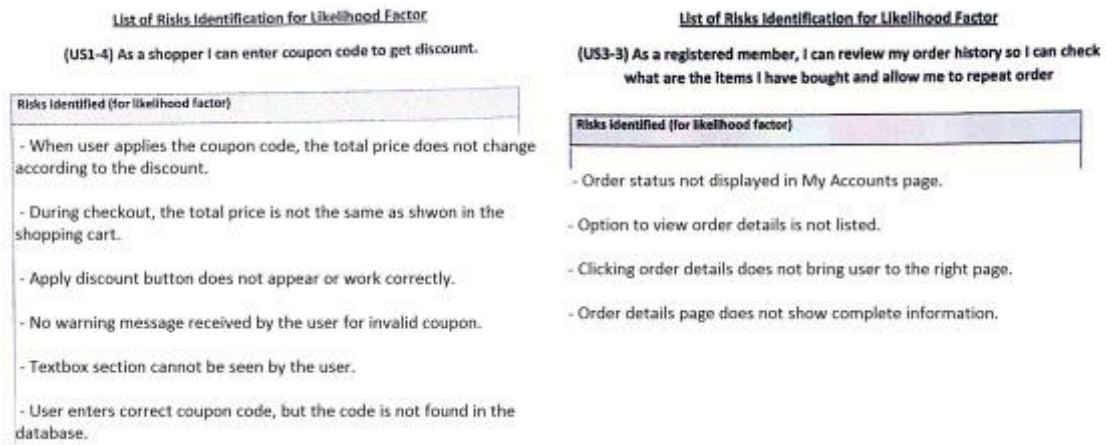 List of Risks Identification for Likelihood Factor
(US1-4) As a shopper I can enter coupon code to get discount.
Risks Identified (for likelihood factor)
- When user applies the coupon code, the total price does not change
according to the discount.
- During checkout, the total price is not the same as shwon in the
shopping cart.
- Apply discount button does not appear or work correctly.
- No warning message received by the user for invalid coupon.
- Textbox section cannot be seen by the user.
- User enters correct coupon code, but the code is not found in the
database.
List of Risks Identification for Likelihood Factor
(US3-3) As a registered member, I can review my order history so I can check
what are the items I have bought and allow me to repeat order
Risks Identified (for likelihood factor)
- Order status not displayed in My Accounts page.
- Option to view order details is not listed.
- Clicking order details does not bring user to the right page.
- Order details page does not show complete information.